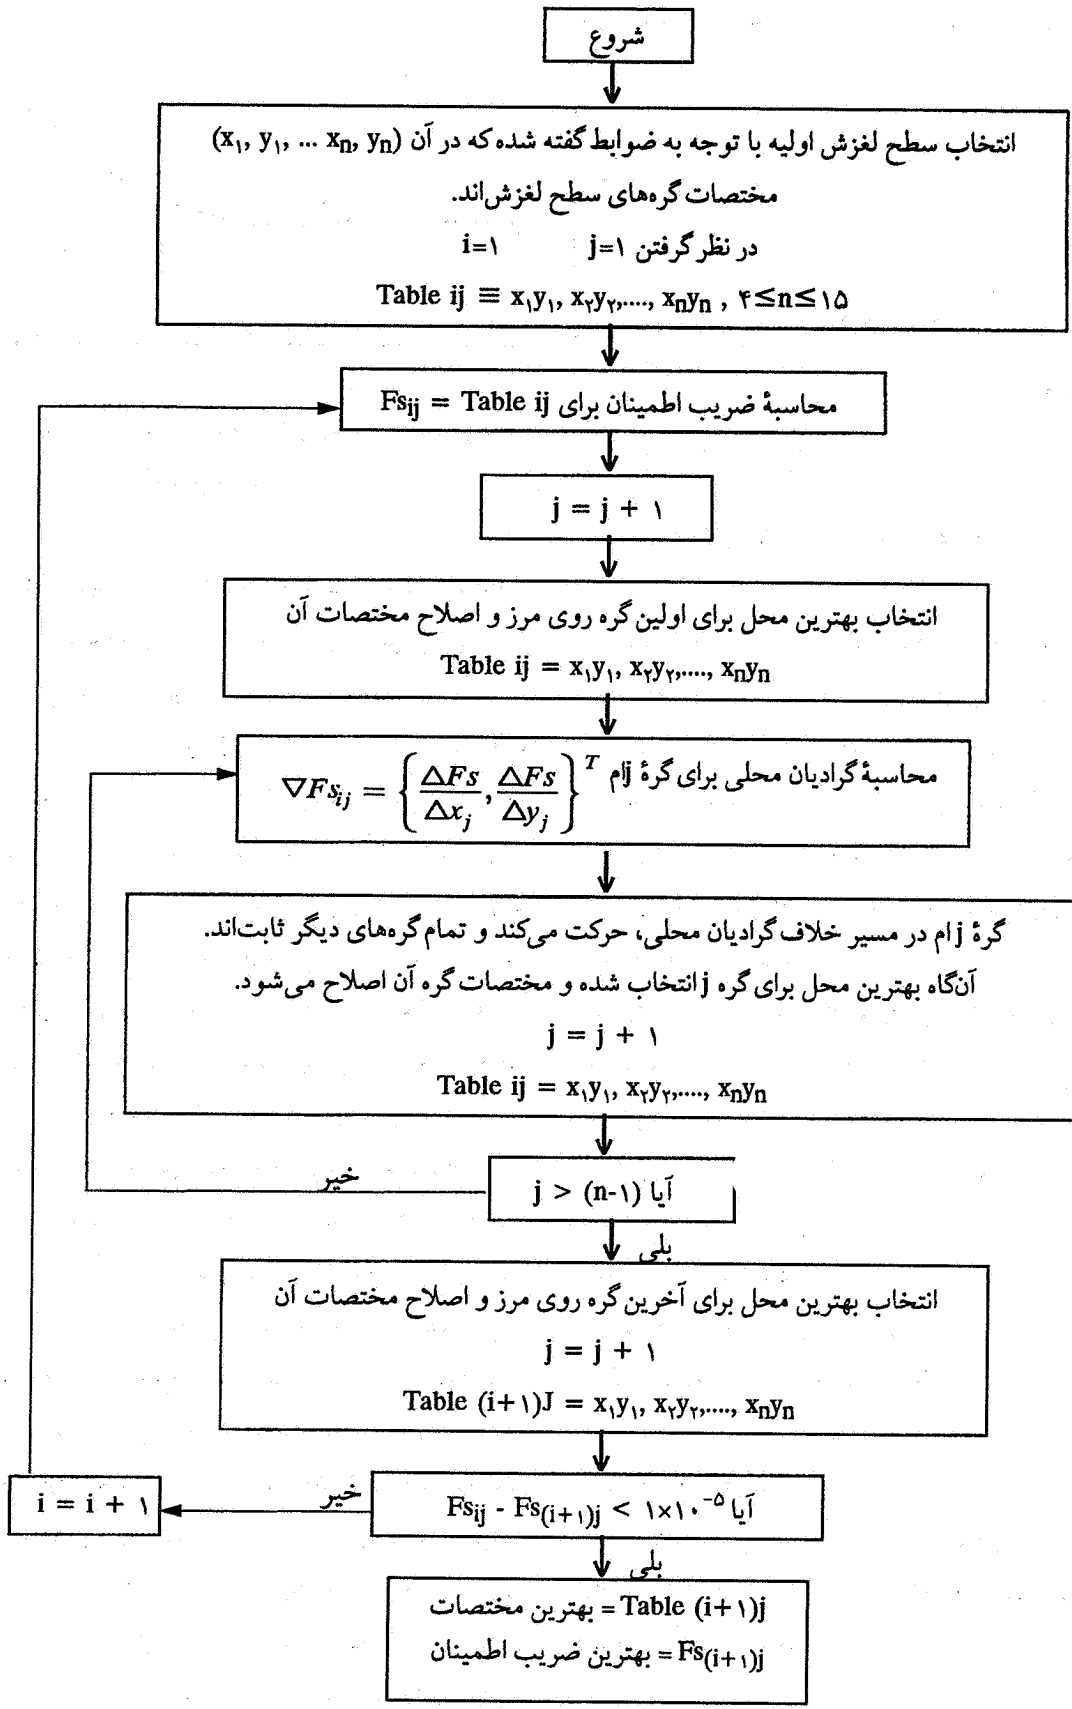 شروع
انتخاب سطح لغزش اولیه با توجه به ضوابط گفته شده که در آن (x۱, y۱, ... xn, yn)
مختصات گره‌های سطح لغزش‌اند.
در نظر گرفتن j=۱ i=۱
Table ij ≡ x۱y۱, x۲y۲,...., xnyn , ۴≤n≤۱۵
محاسبهٔ ضریب اطمینان برای Fsij = Table ij
j = j + ۱
انتخاب بهترین محل برای اولین گره روی مرز و اصلاح مختصات آن
Table ij = x۱y۱, x۲y۲,...., xnyn
محاسبهٔ گرادیان محلی برای گرهٔ jام ∇Fsij = {ΔFs/Δxj , ΔFs/Δyj}T
گرهٔ j ام در مسیر خلاف گرادیان محلی، حرکت می‌کند و تمام گره‌های دیگر ثابت‌اند.
آن‌گاه بهترین محل برای گره j انتخاب شده و مختصات گره آن اصلاح می‌شود.
j = j + ۱
Table ij = x۱y۱, x۲y۲,...., xnyn
آیا j > (n-۱)
خیر
بلی
انتخاب بهترین محل برای آخرین گره روی مرز و اصلاح مختصات آن
j = j + ۱
Table (i+۱)J = x۱y۱, x۲y۲,...., xnyn
آیا Fsij - Fs(i+۱)j < ۱×۱۰−۵
خیر
i = i + ۱
بلی
Table (i+۱)j = بهترین مختصات
Fs(i+۱)j = بهترین ضریب اطمینان